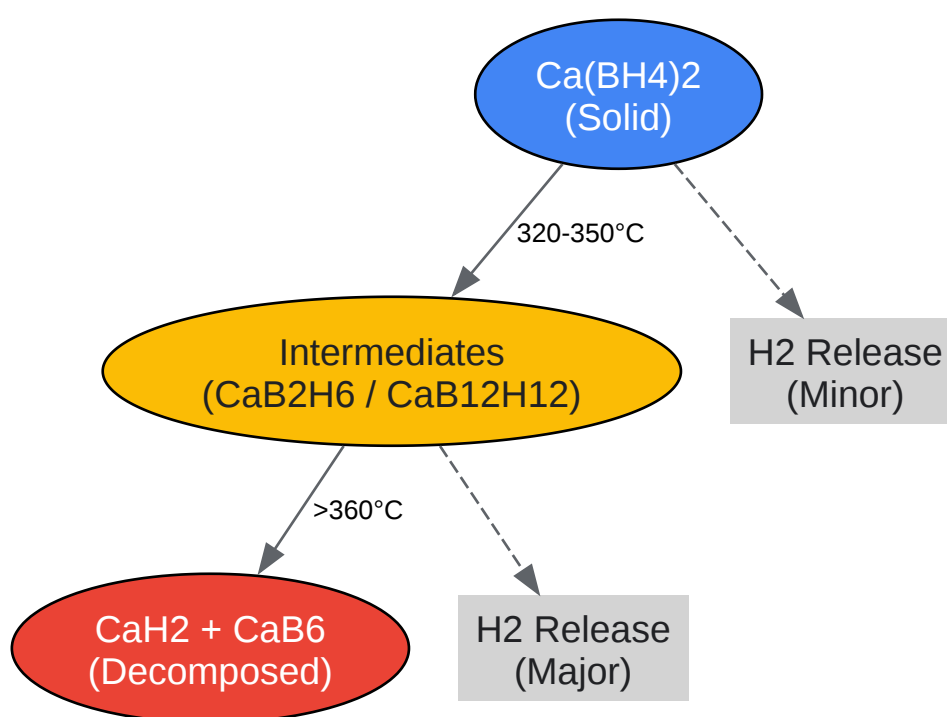 Ca(BH4)2
(Solid)
320-350°C
Intermediates
(CaB2H6 / CaB12H12)
H2 Release
(Minor)
>360°C
CaH2 + CaB6
(Decomposed)
H2 Release
(Major)